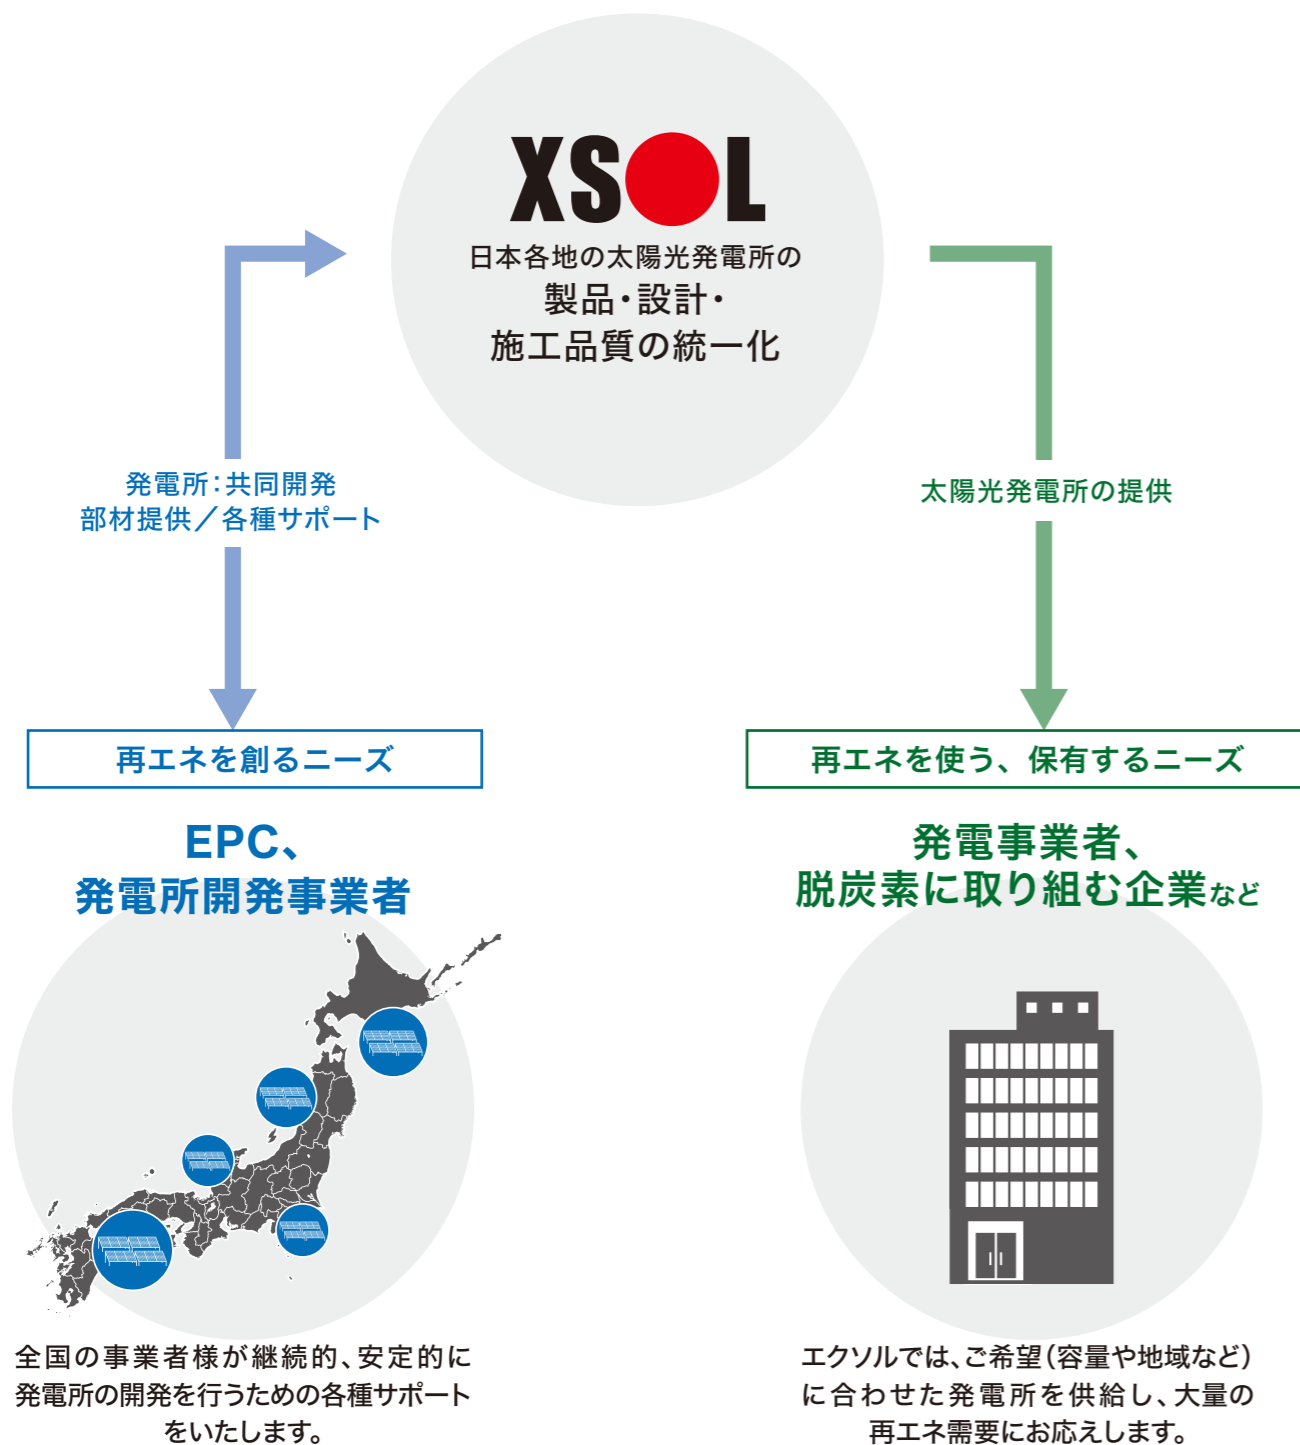 XSOL
日本各地の太陽光発電所の
製品・設計・
施工品質の統一化
発電所：共同開発
部材提供／各種サポート
太陽光発電所の提供
再エネを創るニーズ
EPC、
発電所開発事業者
全国の事業者様が継続的、安定的に
発電所の開発を行うための各種サポート
をいたします。
再エネを使う、保有するニーズ
発電事業者、
脱炭素に取り組む企業など
エクソルでは、ご希望（容量や地域など）
に合わせた発電所を供給し、大量の
再エネ需要にお応えします。